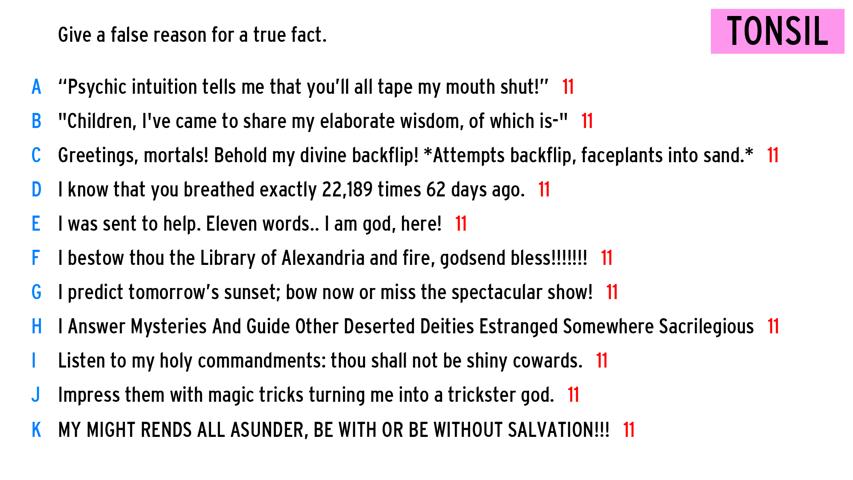 Give a false reason for a true fact.
TONSIL
A “Psychic intuition tells me that you’ll all tape my mouth shut!” 11
B "Children, I've came to share my elaborate wisdom, of which is-" 11
C Greetings, mortals! Behold my divine backflip! *Attempts backflip, faceplants into sand.* 11
D I know that you breathed exactly 22,189 times 62 days ago. 11
E I was sent to help. Eleven words.. I am god, here! 11
F I bestow thou the Library of Alexandria and fire, godsend bless!!!!!!! 11
G I predict tomorrow’s sunset; bow now or miss the spectacular show! 11
H I Answer Mysteries And Guide Other Deserted Deities Estranged Somewhere Sacrilegious 11
I Listen to my holy commandments: thou shall not be shiny cowards. 11
J Impress them with magic tricks turning me into a trickster god. 11
K MY MIGHT RENDS ALL ASUNDER, BE WITH OR BE WITHOUT SALVATION!!! 11